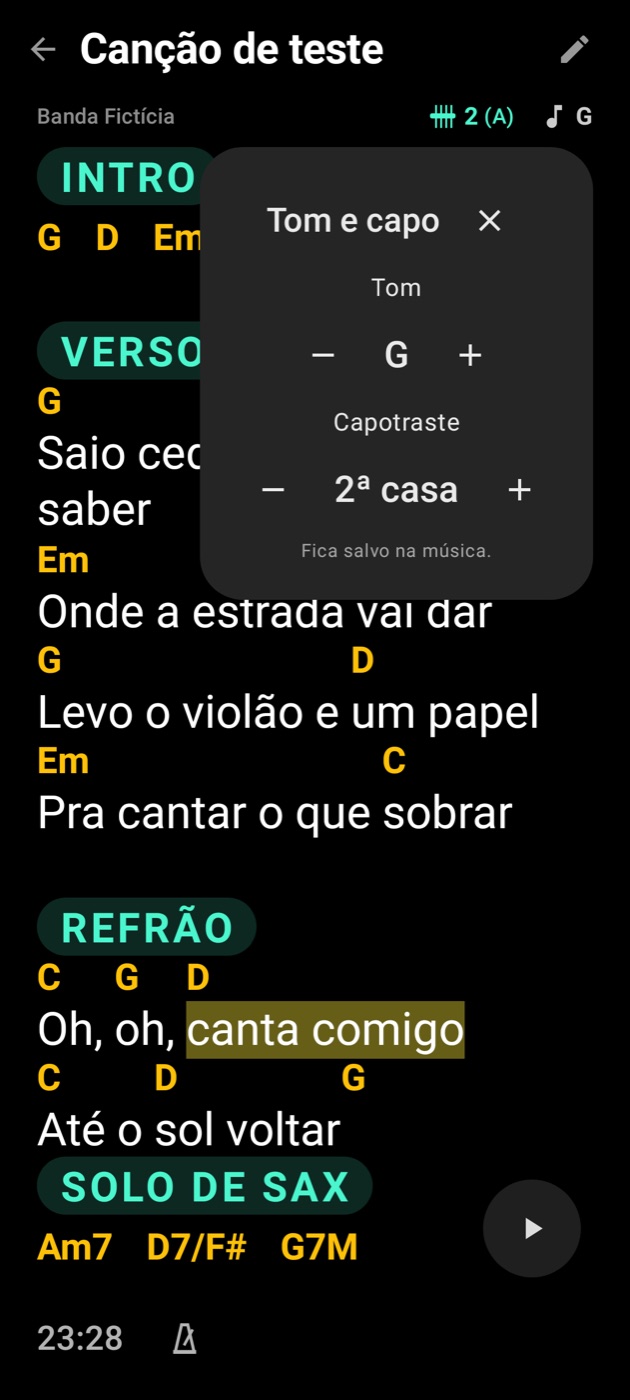 Canção de teste
Banda Fictícia 2 (A) G
INTRO
G D Em
Tom e capo
Tom
− G +
Capotraste
− 2ª casa +
Fica salvo na música.
VERSO
G
Saio
saber
Em
Onde a estrada vai dar
G D
Levo o violão e um papel
Em C
Pra cantar o que sobrar
REFRÃO
C G D
Oh, oh, canta comigo
C D G
Até o sol voltar
SOLO DE SAX
Am7 D7/F# G7M
23:28